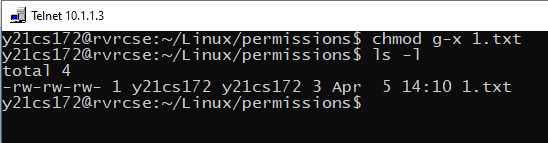 Telnet 10.1.1.3
y21cs172@rvrcse:~/Linux/permissions$ chmod g-x 1.txt
y21cs172@rvrcse:~/Linux/permissions$ ls -l
total 4
-rw-rw-rw- 1 y21cs172 y21cs172 3 Apr  5 14:10 1.txt
y21cs172@rvrcse:~/Linux/permissions$